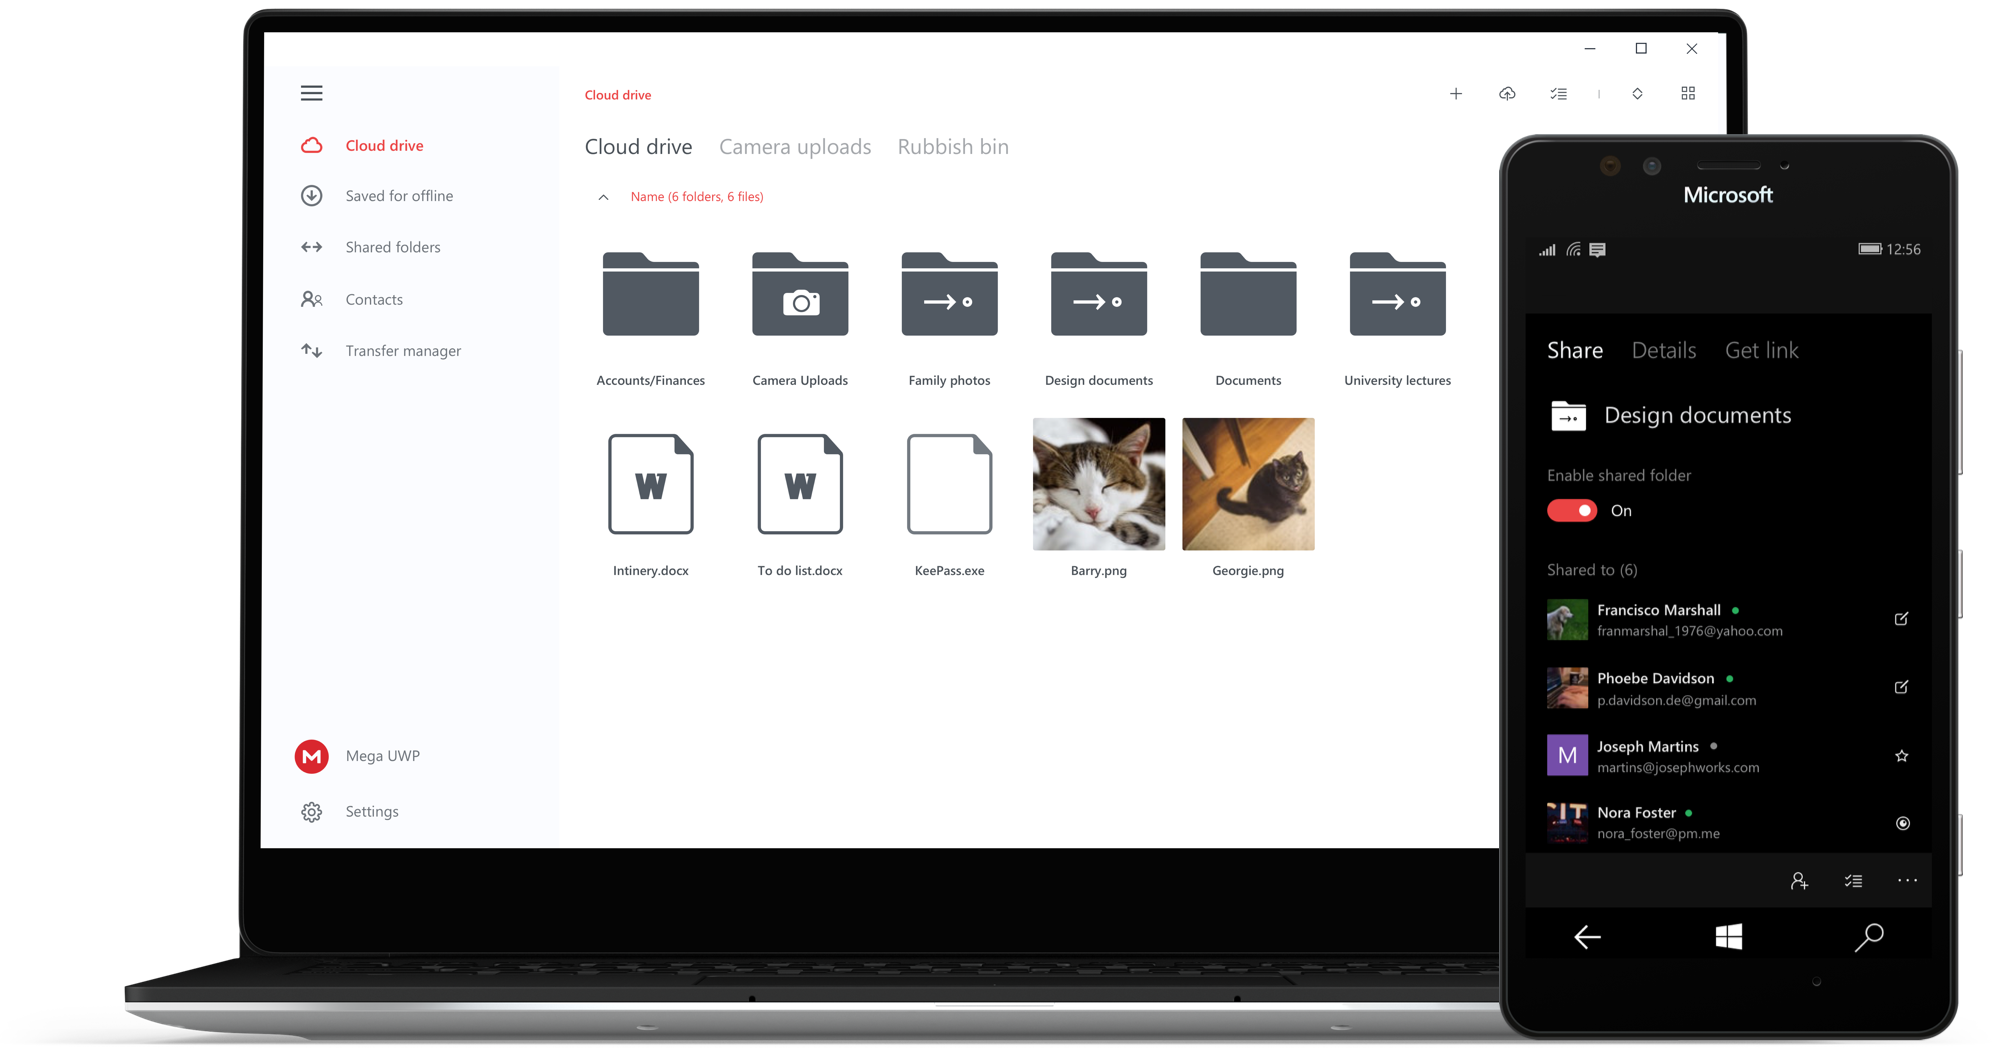 Cloud drive
Cloud drive
Saved for offline
Shared folders
Contacts
Transfer manager
Mega UWP
Settings
Cloud drive Camera uploads Rubbish bin
Name (6 folders, 6 files)
Accounts/Finances Camera Uploads Family photos Design documents Documents University lectures
W W
Intinery.docx To do list.docx KeePass.exe Barry.png Georgie.png
Microsoft
12:56
Share Details Get link
Design documents
Enable shared folder
On
Shared to (6)
Francisco Marshall
franmarshal_1976@yahoo.com
Phoebe Davidson
p.davidson.de@gmail.com
M
Joseph Martins
martins@josephworks.com
Nora Foster
nora_foster@pm.me